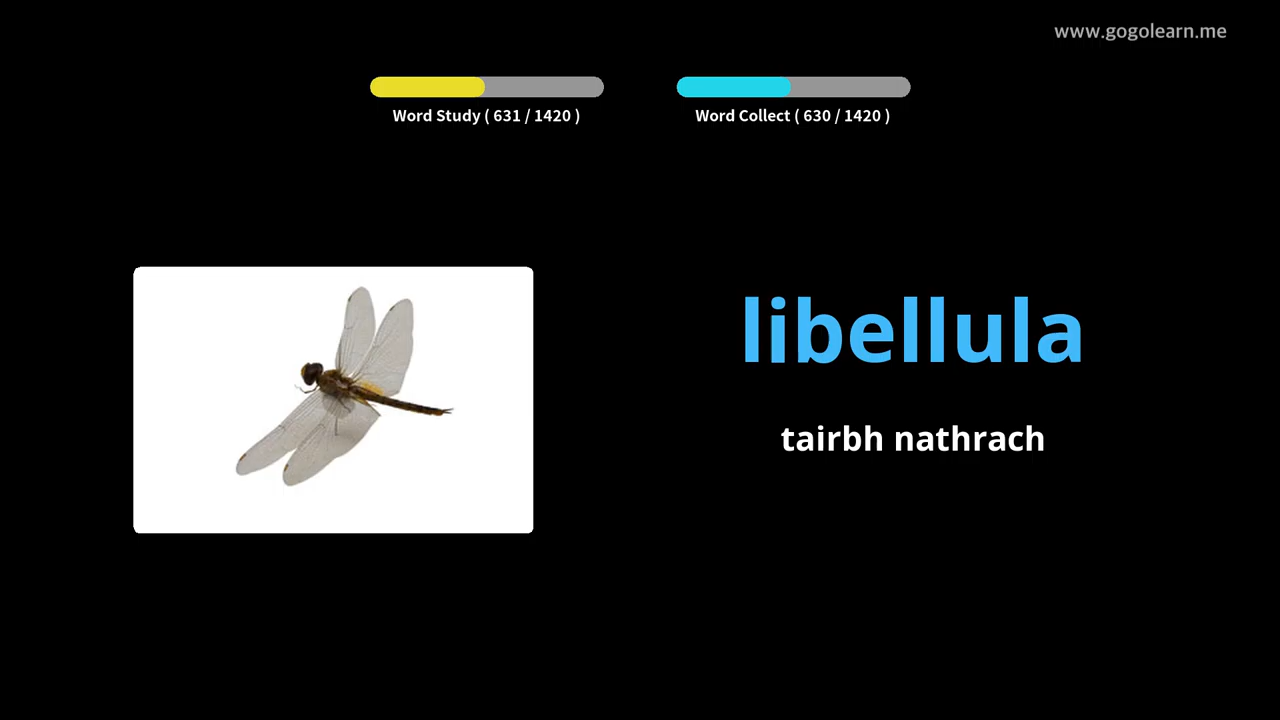 www.gogolearn.me
Word Study ( 631 / 1420 )
Word Collect ( 630 / 1420 )
libellula
tairbh nathrach